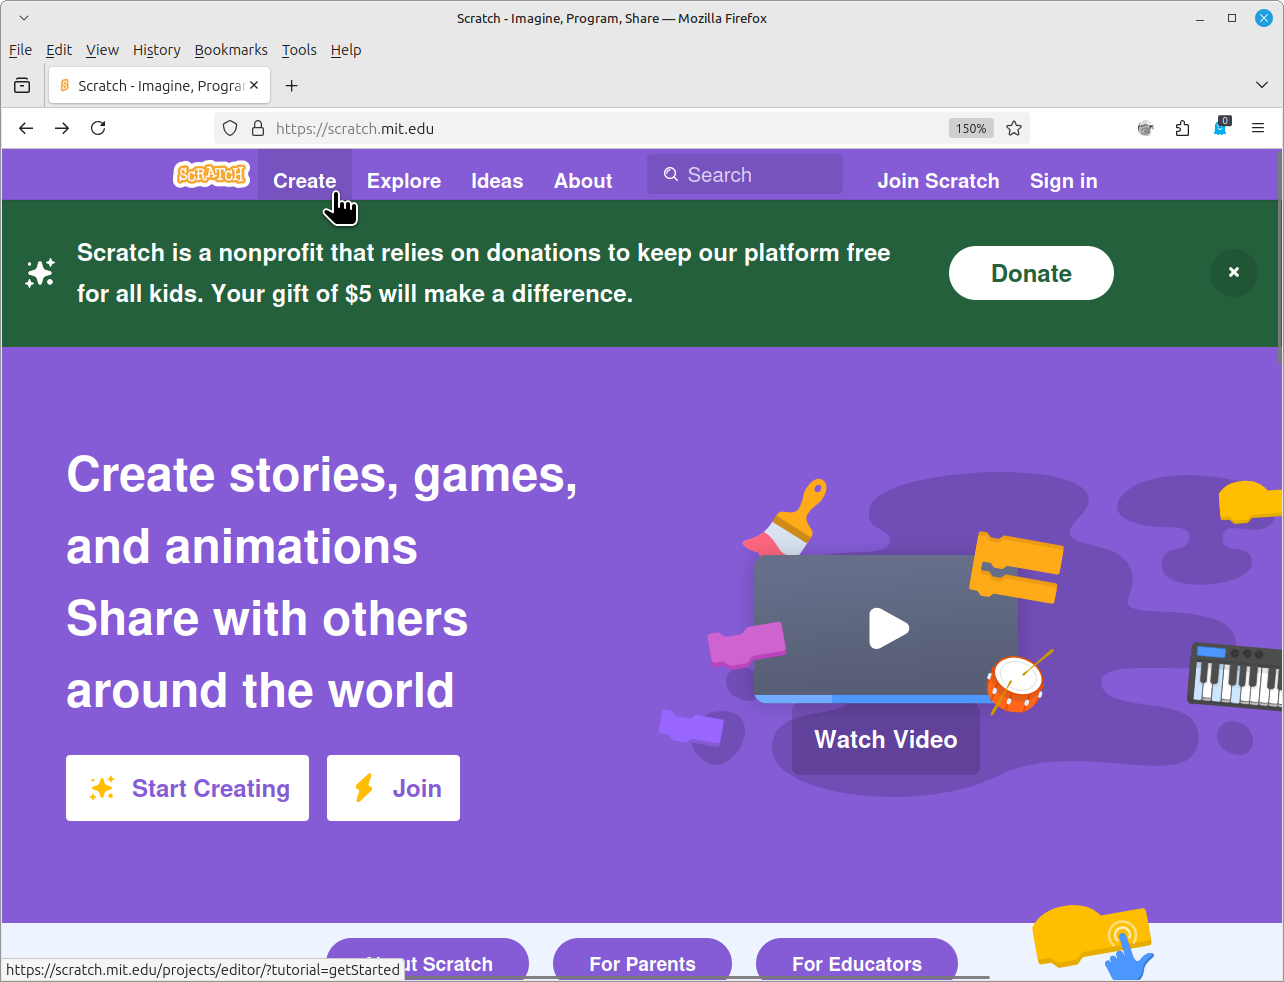 Scratch - Imagine, Program, Share — Mozilla Firefox
File Edit View History Bookmarks Tools Help
Scratch - Imagine, Progra
https://scratch.mit.edu
150%
0
SCRATCH
Create Explore Ideas About
Search
Join Scratch Sign in
Scratch is a nonprofit that relies on donations to keep our platform free
for all kids. Your gift of $5 will make a difference.
Donate
Create stories, games,
and animations
Share with others
around the world
Start Creating
Join
Watch Video
ut Scratch
For Parents
For Educators
https://scratch.mit.edu/projects/editor/?tutorial=getStarted